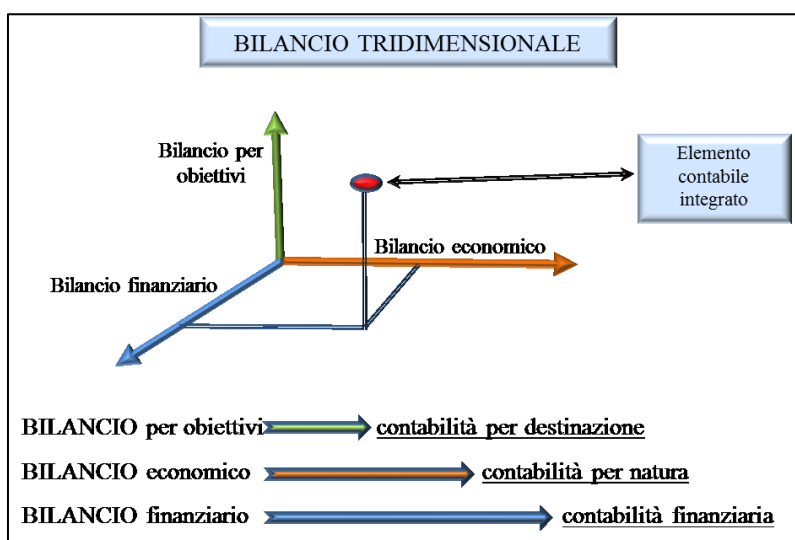 BILANCIO TRIDIMENSIONALE
Bilancio per
obiettivi
Elemento
contabile
integrato
Bilancio economico
Bilancio finanziario
BILANCIO per obiettivi contabilità per destinazione
BILANCIO economico contabilità per natura
BILANCIO finanziario contabilità finanziaria